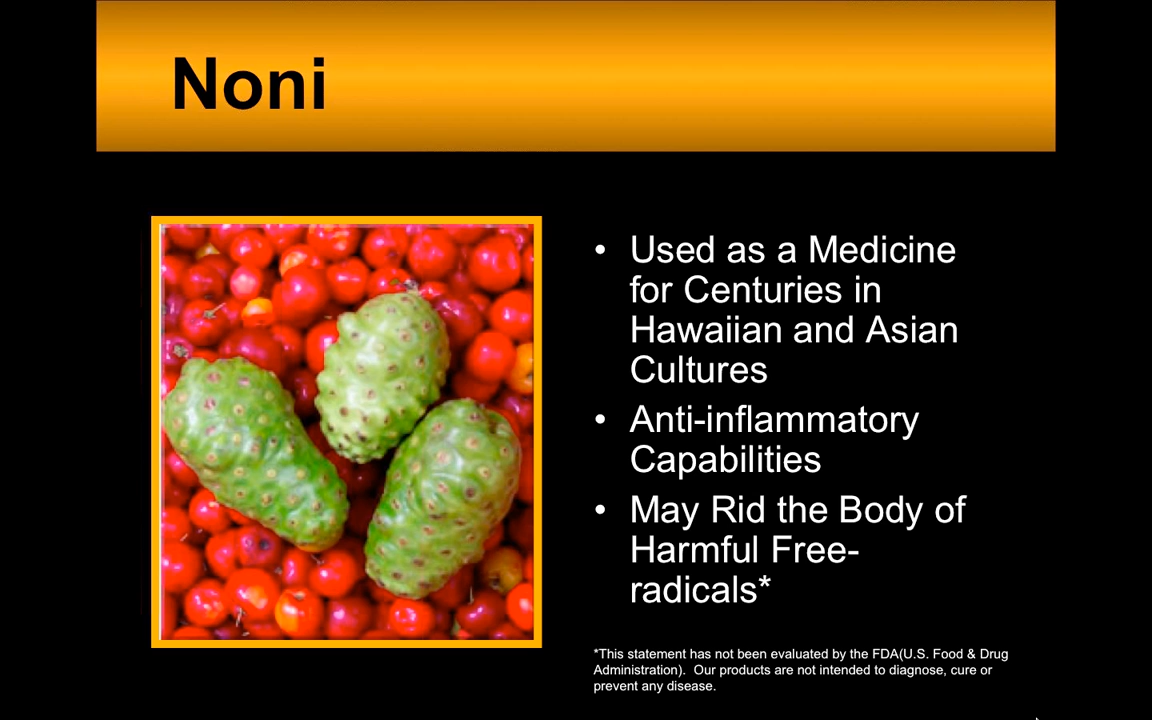 Noni
• Used as a Medicine
for Centuries in
Hawaiian and Asian
Cultures
• Anti-inflammatory
Capabilities
• May Rid the Body of
Harmful Free-
radicals*
*This statement has not been evaluated by the FDA(U.S. Food & Drug
Administration).  Our products are not intended to diagnose, cure or
prevent any disease.